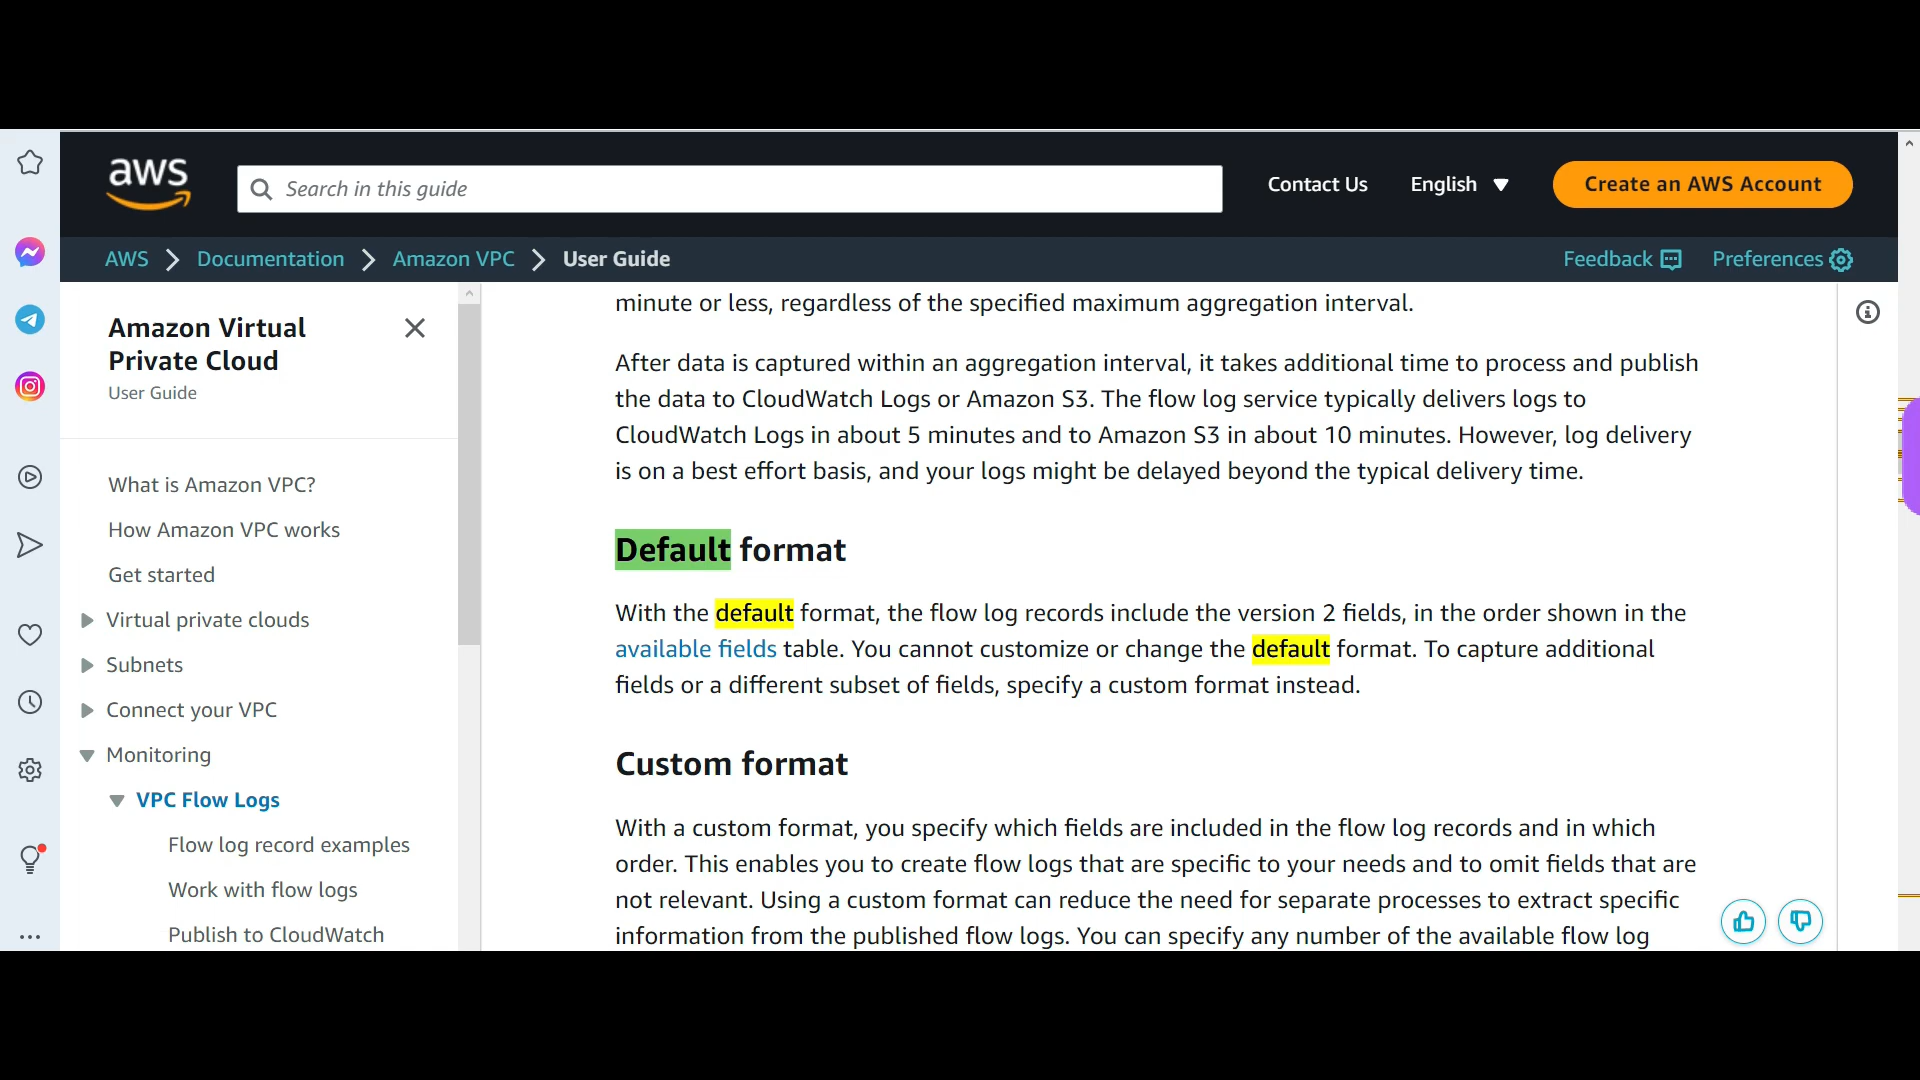 aws
Search in this guide
Contact Us
English
Create an AWS Account
AWS
Documentation
Amazon VPC
User Guide
Feedback
Preferences
Amazon Virtual
Private Cloud
User Guide
What is Amazon VPC?
How Amazon VPC works
Get started
Virtual private clouds
Subnets
Connect your VPC
Monitoring
VPC Flow Logs
Flow log record examples
Work with flow logs
Publish to CloudWatch
minute or less, regardless of the specified maximum aggregation interval.
After data is captured within an aggregation interval, it takes additional time to process and publish
the data to CloudWatch Logs or Amazon S3. The flow log service typically delivers logs to
CloudWatch Logs in about 5 minutes and to Amazon S3 in about 10 minutes. However, log delivery
is on a best effort basis, and your logs might be delayed beyond the typical delivery time.
Default format
With the default format, the flow log records include the version 2 fields, in the order shown in the
available fields table. You cannot customize or change the default format. To capture additional
fields or a different subset of fields, specify a custom format instead.
Custom format
With a custom format, you specify which fields are included in the flow log records and in which
order. This enables you to create flow logs that are specific to your needs and to omit fields that are
not relevant. Using a custom format can reduce the need for separate processes to extract specific
information from the published flow logs. You can specify any number of the available flow log